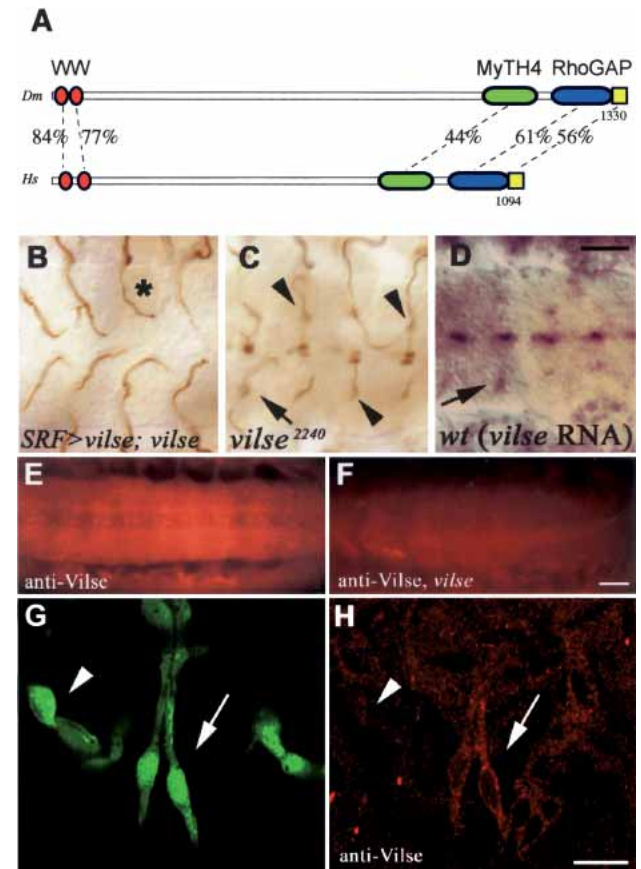 A
WW
MyTH4 RhoGAP
Dm
1330
84% 77% 44% 61% 56%
Hs
1094
B
*
SRF>vilse; vilse
C
vilse2240
D
wt (vilse RNA)
E
anti-Vilse
F
anti-Vilse, vilse
G
H
anti-Vilse